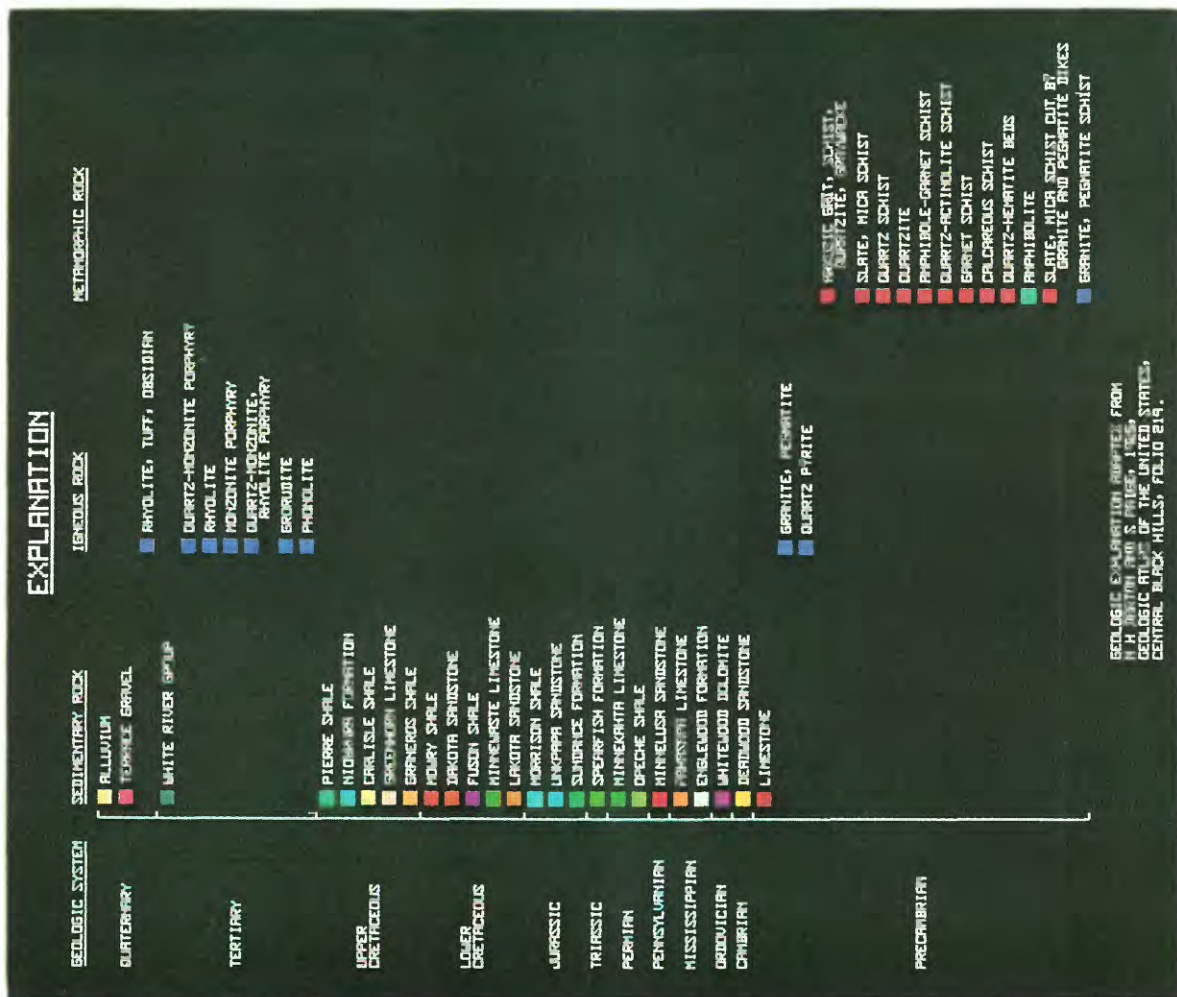 EXPLANATION
GEOLOGIC SYSTEM
SEDIMENTARY ROCK
IGNEOUS ROCK
METAMORPHIC ROCK
QUATERNARY
ALLUVIUM
TERRACE GRAVEL
RHYOLITE, TUFF, OBSIDIAN
TERTIARY
WHITE RIVER GROUP
QUARTZ-MONZONITE PORPHYRY
RHYOLITE
MONZONITE PORPHYRY
QUARTZ-MONZONITE,
RHYOLITE PORPHYRY
GRORUDITE
PHONOLITE
UPPER
CRETACEOUS
PIERRE SHALE
NIOBRARA FORMATION
CARLISLE SHALE
GREENHORN LIMESTONE
GRANEROS SHALE
LOWER
CRETACEOUS
MOWRY SHALE
DAKOTA SANDSTONE
FUSON SHALE
MINNEWASTE LIMESTONE
LAKOTA SANDSTONE
JURASSIC
MORRISON SHALE
UNKPAPA SANDSTONE
SUNDANCE FORMATION
TRIASSIC
SPEARFISH FORMATION
PERMIAN
MINNEKAHTA LIMESTONE
OPECHE SHALE
PENNSYLVANIAN
MINNELUSA SANDSTONE
MISSISSIPPIAN
PAHASAPA LIMESTONE
ENGLEWOOD FORMATION
ORDOVICIAN
WHITEWOOD DOLOMITE
CAMBRIAN
DEADWOOD SANDSTONE
PRECAMBRIAN
LIMESTONE
GRANITE, PEGMATITE
QUARTZ PYRITE
GRIT, SCHIST,
QUARTZITE, GRAYWACKE
SLATE, MICA SCHIST
QUARTZ SCHIST
QUARTZITE
AMPHIBOLE-GARNET SCHIST
QUARTZ-ACTINOLITE SCHIST
GARNET SCHIST
CALCAREOUS SCHIST
QUARTZ-HEMATITE BEDS
AMPHIBOLITE
SLATE, MICA SCHIST CUT BY
GRANITE AND PEGMATITE DIKES
GRANITE, PEGMATITE SCHIST
GEOLOGIC EXPLANATION ADAPTED FROM
N H DARTON AND S PAIGE,
GEOLOGIC ATLAS OF THE UNITED STATES,
CENTRAL BLACK HILLS, FOLIO 219.